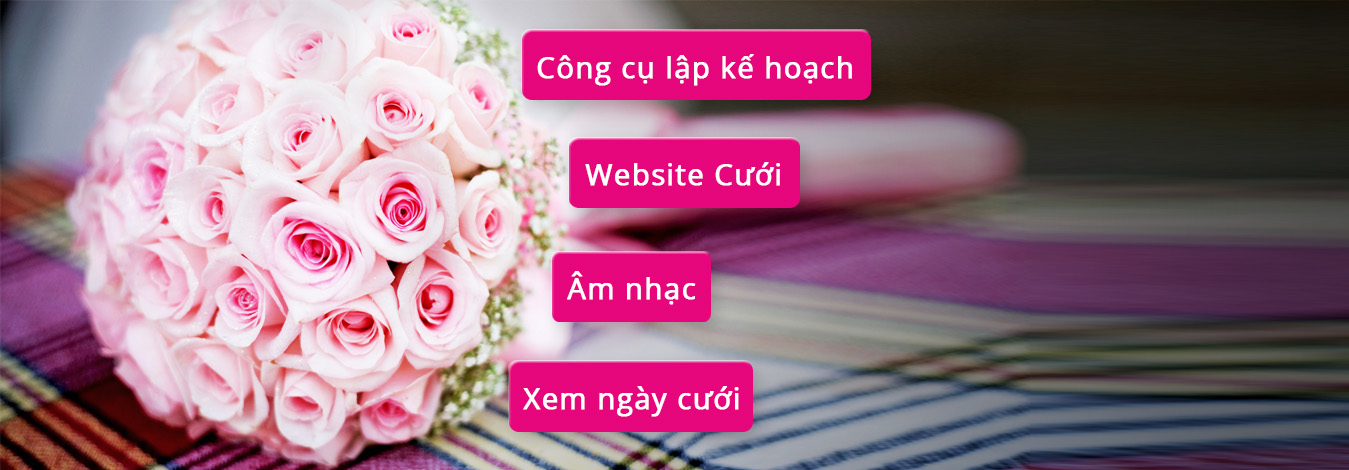 Công cụ lập kế hoạch
Website Cưới
Âm nhạc
Xem ngày cưới